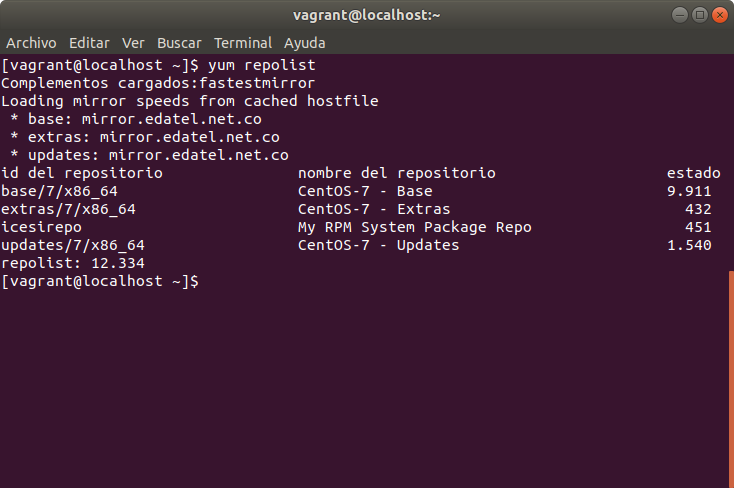 vagrant@localhost:~
Archivo Editar Ver Buscar Terminal Ayuda
[vagrant@localhost ~]$ yum repolist
Complementos cargados:fastestmirror
Loading mirror speeds from cached hostfile
 * base: mirror.edatel.net.co
 * extras: mirror.edatel.net.co
 * updates: mirror.edatel.net.co
id del repositorio               nombre del repositorio                   estado
base/7/x86_64                    CentOS-7 - Base                          9.911
extras/7/x86_64                  CentOS-7 - Extras                          432
icesirepo                        My RPM System Package Repo                 451
updates/7/x86_64                 CentOS-7 - Updates                       1.540
repolist: 12.334
[vagrant@localhost ~]$